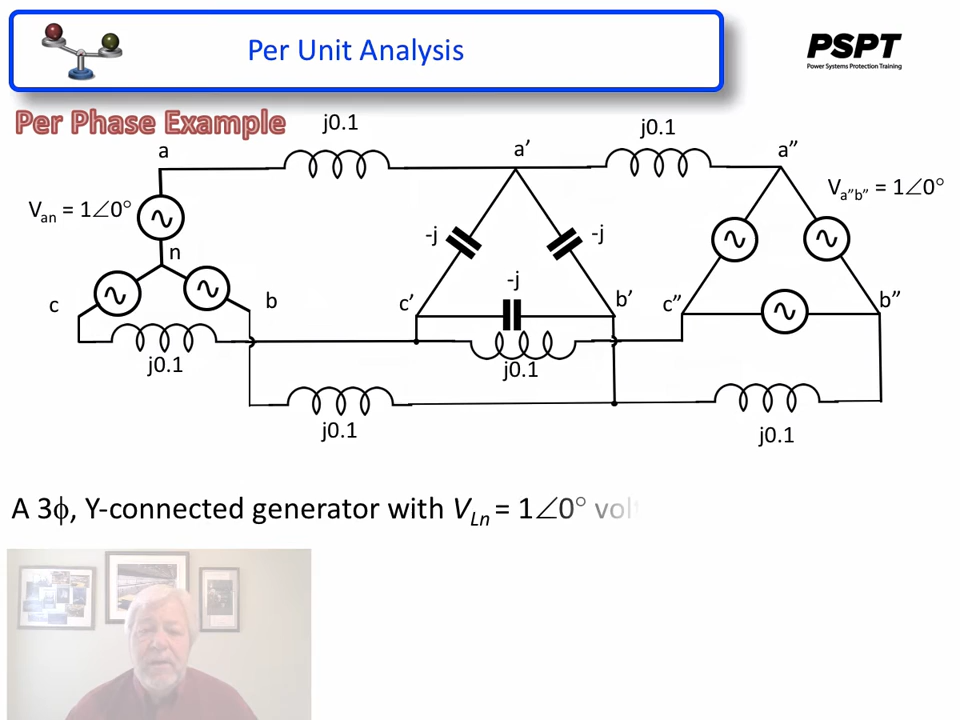 Per Unit Analysis
PSPT
Power Systems Protection Training
Per Phase Example
j0.1
j0.1
a
a’
a”
Van = 1∠0°
Va”b” = 1∠0°
-j
-j
n
-j
c
b
c’
b’
c”
b”
j0.1
j0.1
j0.1
j0.1
A 3ϕ, Y-connected generator with VLn = 1∠0° vol